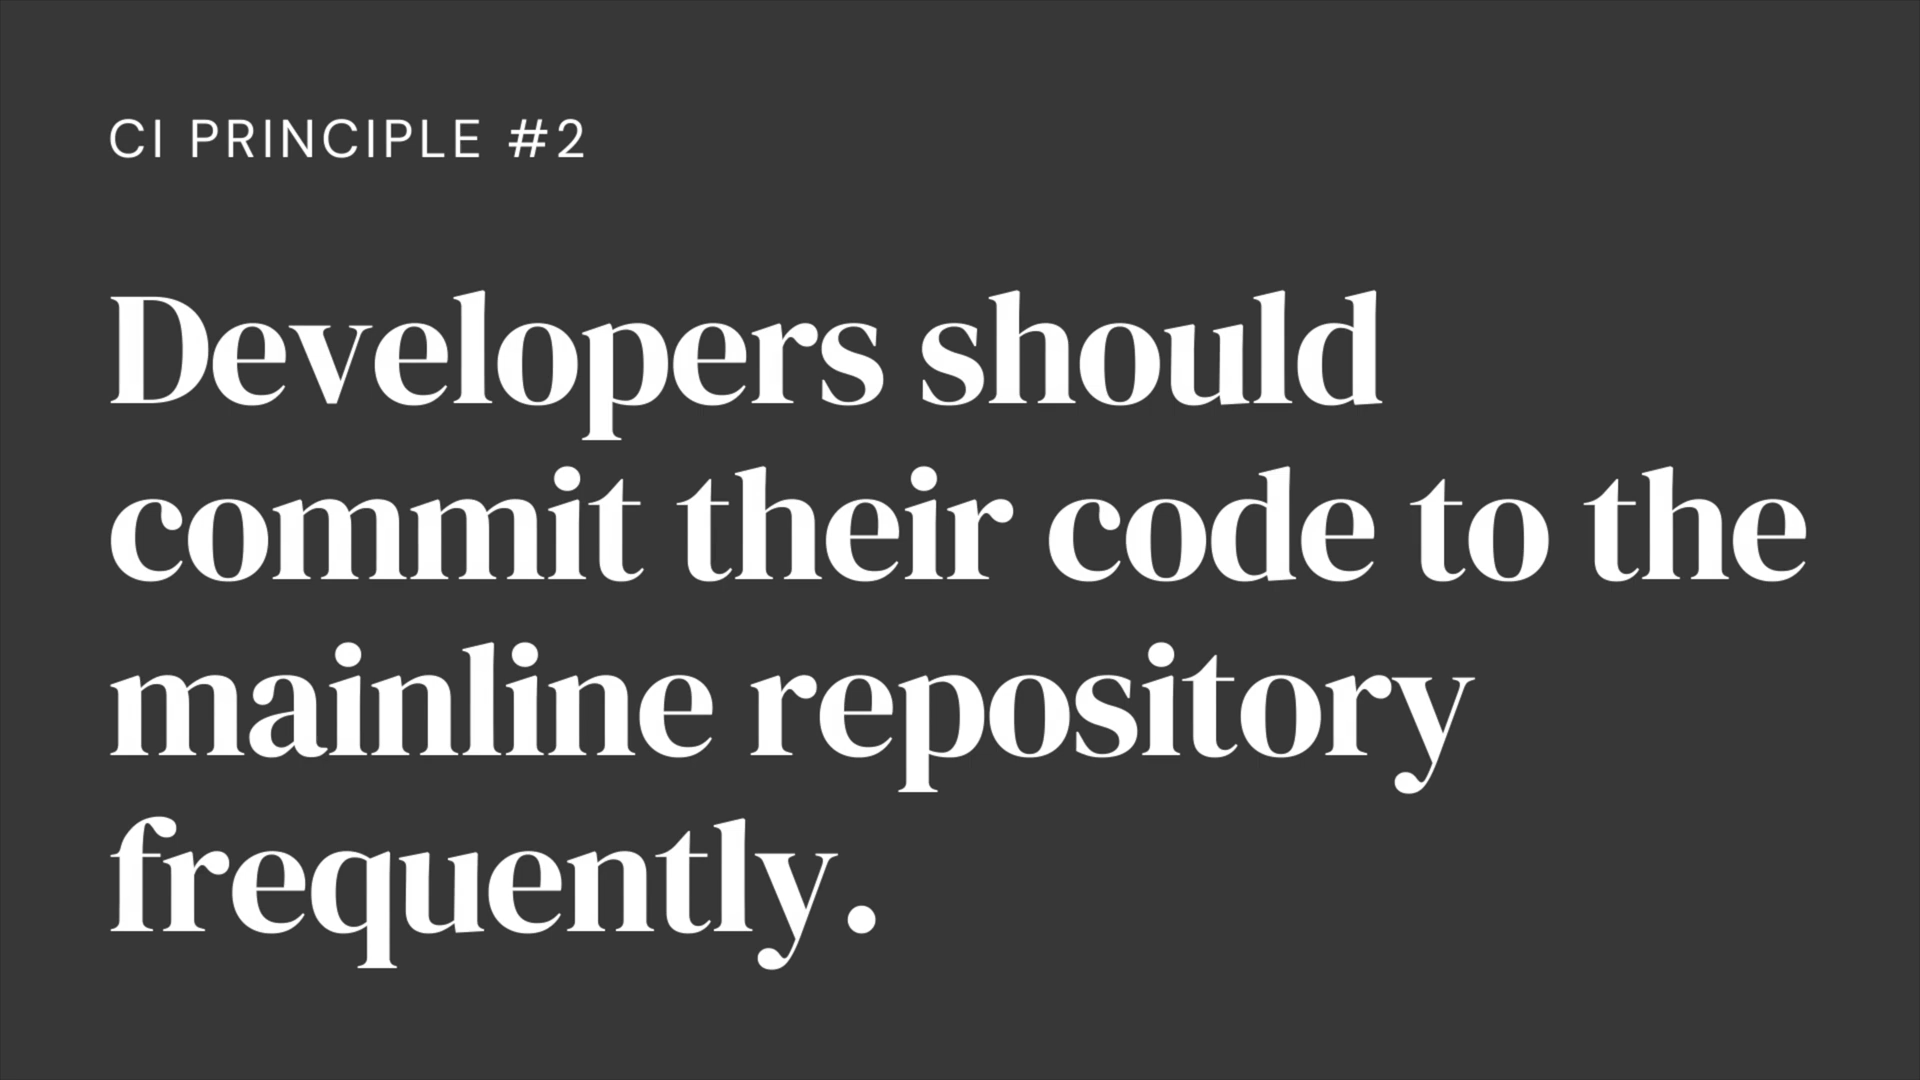 CI PRINCIPLE #2
Developers should
commit their code to the
mainline repository
frequently.